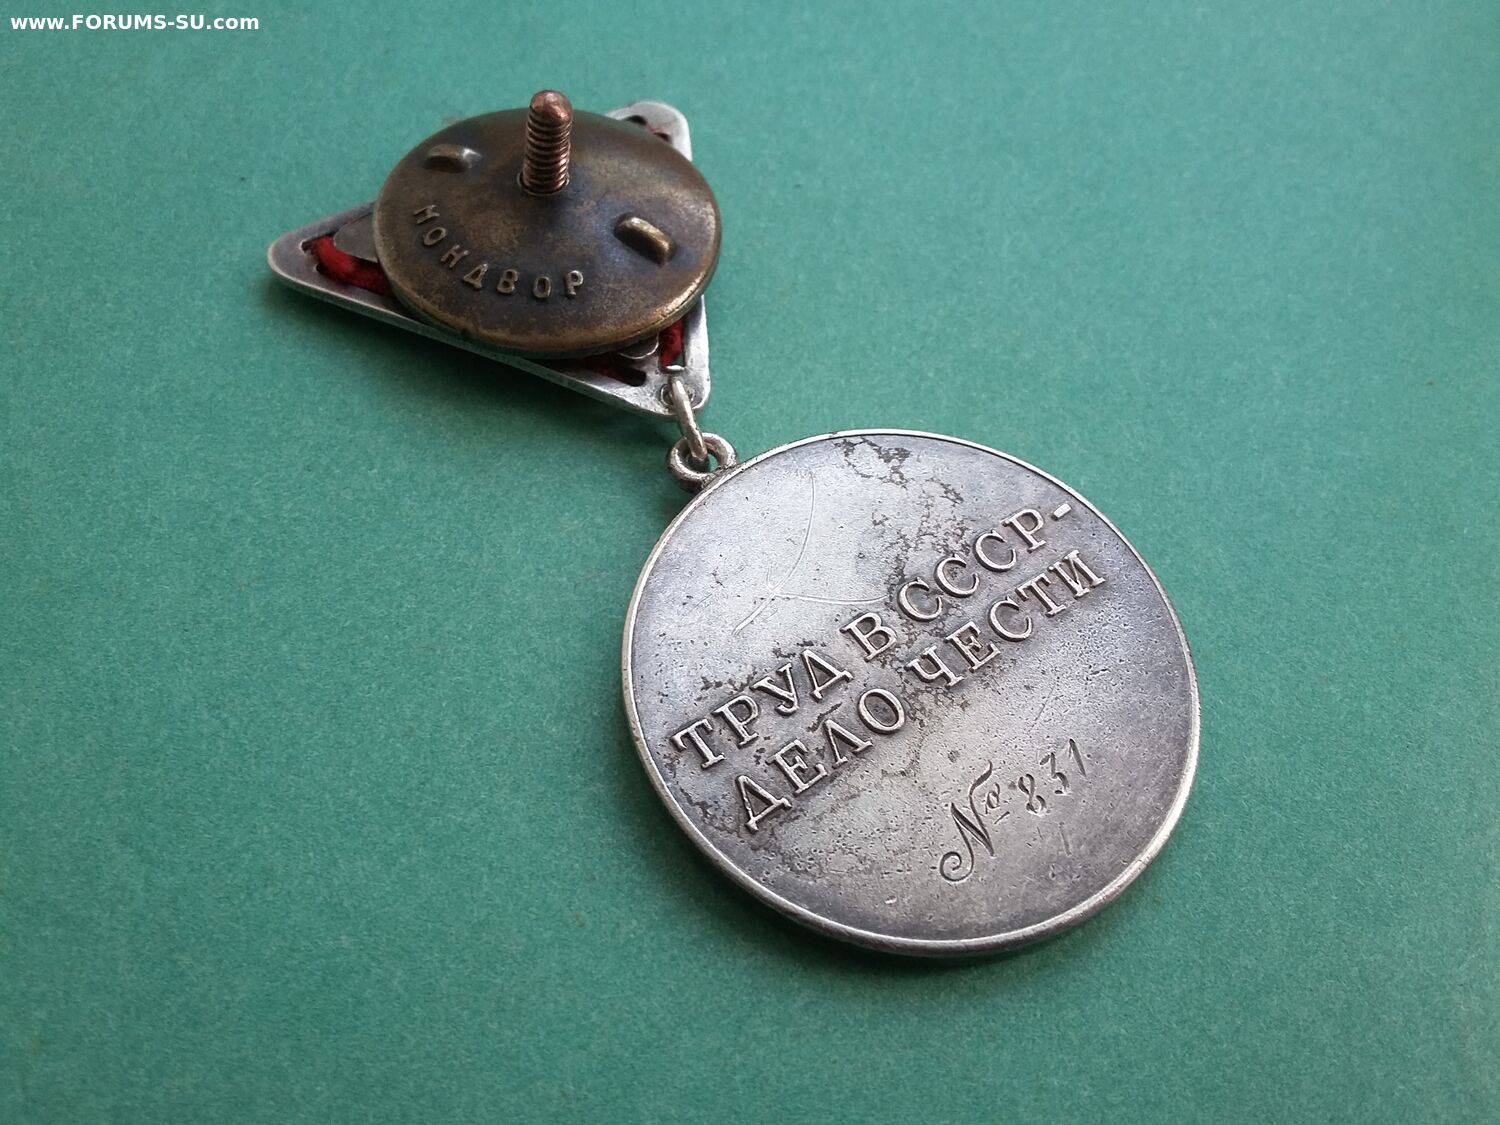 www.FORUMS-SU.com
МОНДВОР
ТРУД В СССР-
ДЕЛО ЧЕСТИ
№ 831